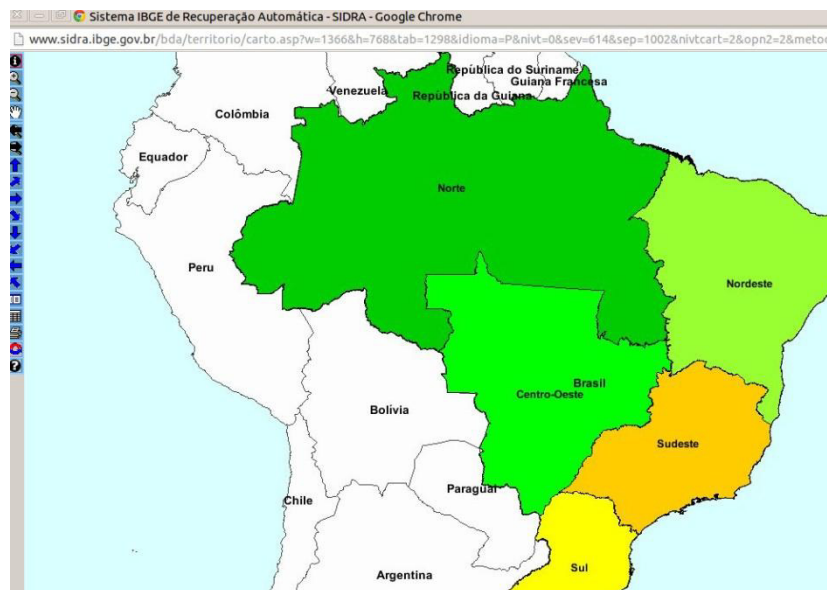 Sistema IBGE de Recuperação Automática - SIDRA - Google Chrome
www.sidra.ibge.gov.br/bda/territorio/carto.asp?w=1366&h=768&tab=1298&idioma=P&nivt=0&sev=614&sep=1002&nivtcart=2&opn2=2&metod
República do Suriname
Guiana Francesa
Venezuela
República da Guiana
Colômbia
Equador
Norte
Peru
Nordeste
Brasil
Centro-Oeste
Bolívia
Sudeste
Paraguai
Chile
Sul
Argentina